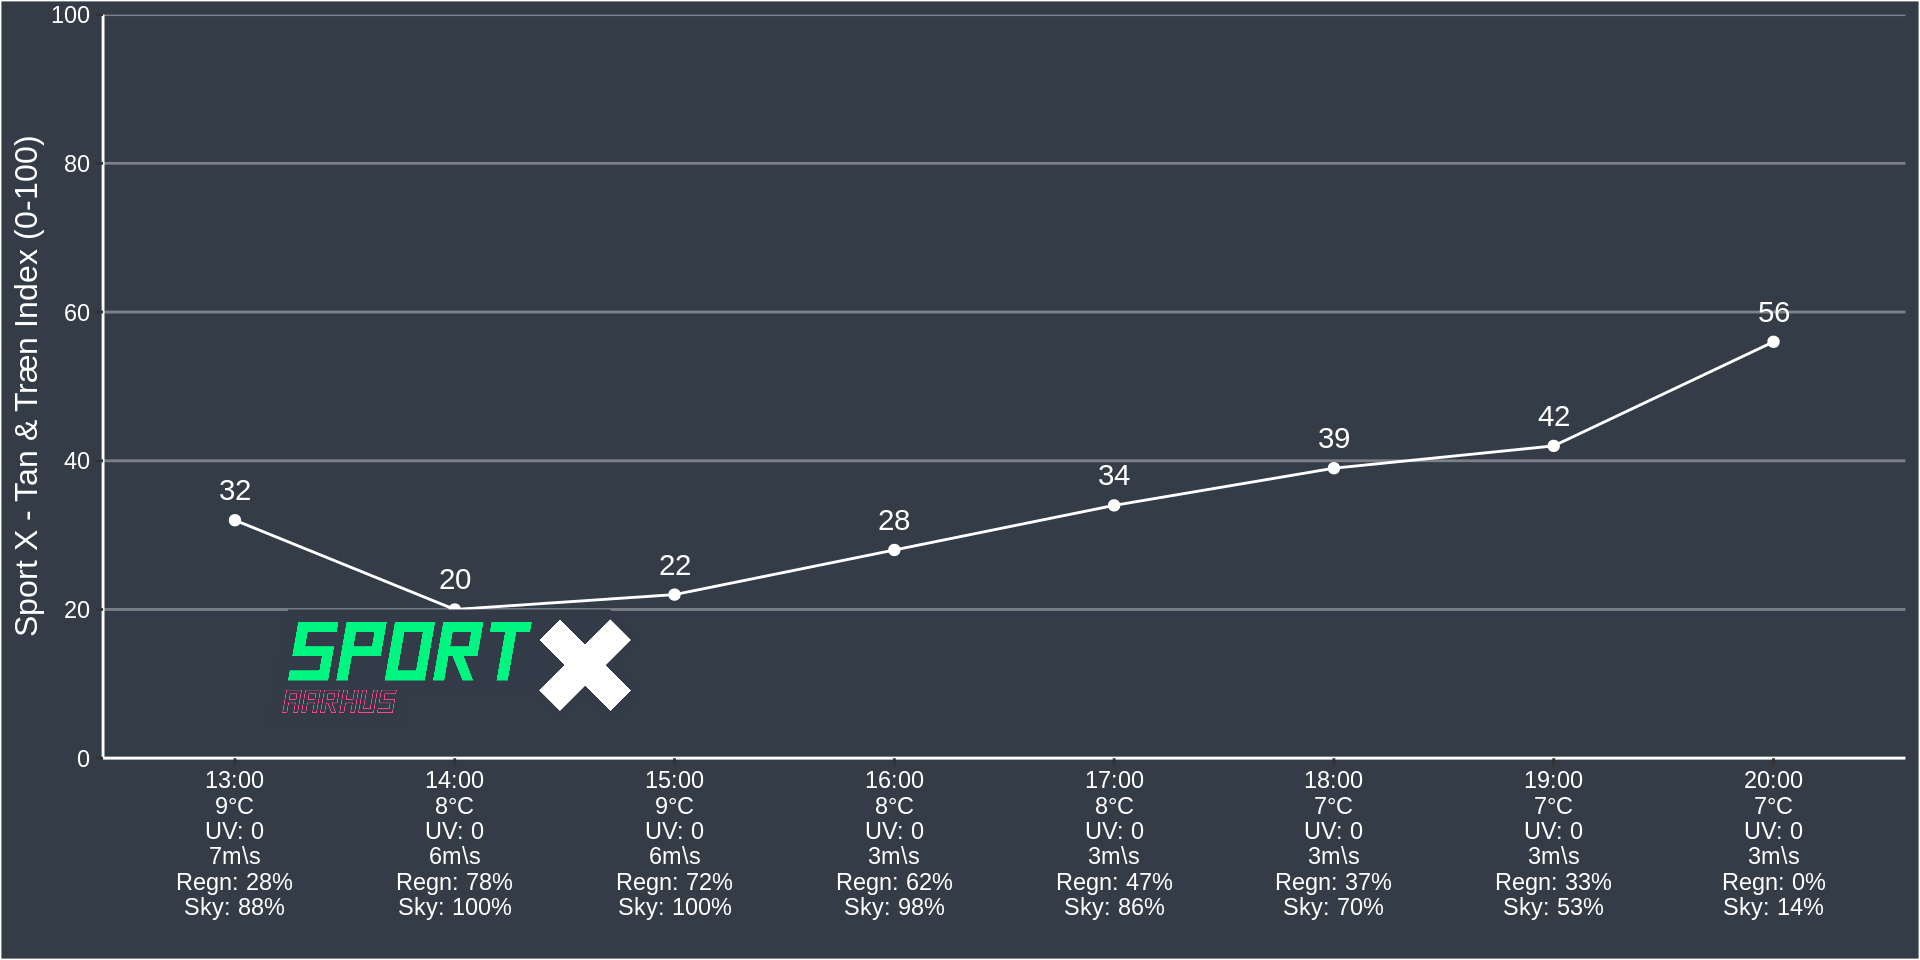 Sport X - Tan & Træn Index (0-100)
100
80
60
40
20
0
32
20
22
28
34
39
42
56
SPORT X
AARHUS
13:00 14:00 15:00 16:00 17:00 18:00 19:00 20:00
9°C 8°C 9°C 8°C 8°C 7°C 7°C 7°C
UV: 0 UV: 0 UV: 0 UV: 0 UV: 0 UV: 0 UV: 0 UV: 0
7m\s 6m\s 6m\s 3m\s 3m\s 3m\s 3m\s 3m\s
Regn: 28% Regn: 78% Regn: 72% Regn: 62% Regn: 47% Regn: 37% Regn: 33% Regn: 0%
Sky: 88% Sky: 100% Sky: 100% Sky: 98% Sky: 86% Sky: 70% Sky: 53% Sky: 14%